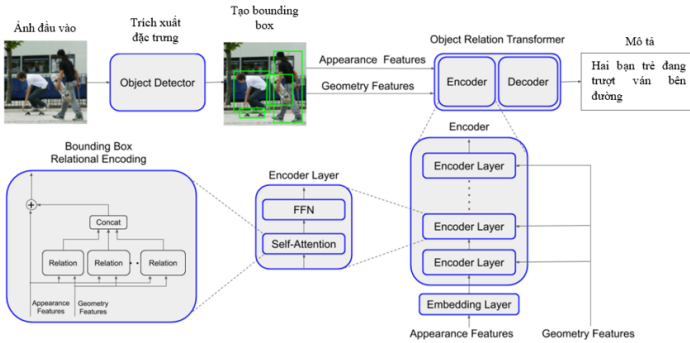 Ảnh đầu vào
Trích xuất
đặc trưng
Tạo bounding
box
Object Detector
Appearance Features
Geometry Features
Object Relation Transformer
Encoder
Decoder
Mô tả
Hai bạn trẻ đang
trượt ván bên
đường
Bounding Box
Relational Encoding
Concat
Relation
Relation
Relation
Appearance
Features
Geometry
Features
Encoder Layer
FFN
Self-Attention
Encoder
Encoder Layer
Encoder Layer
Encoder Layer
Embedding Layer
Appearance Features
Geometry Features